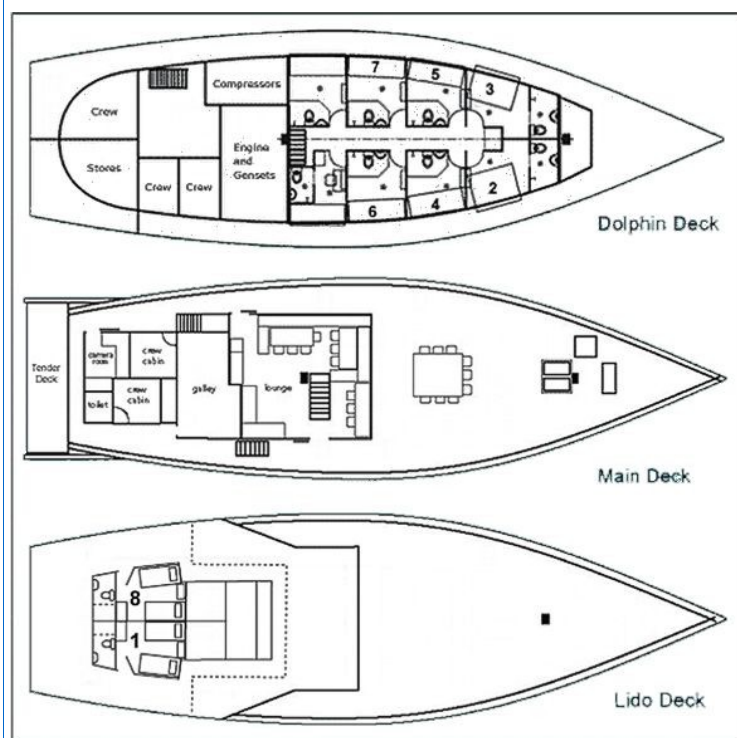 7
5
3
Compressors
Crew
Engine
and
Gensets
Stores
Crew
Crew
6
4
2
Dolphin Deck
Tender
Deck
camera
room
crew
cabin
galley
lounge
toilet
crew
cabin
Main Deck
8
1
Lido Deck